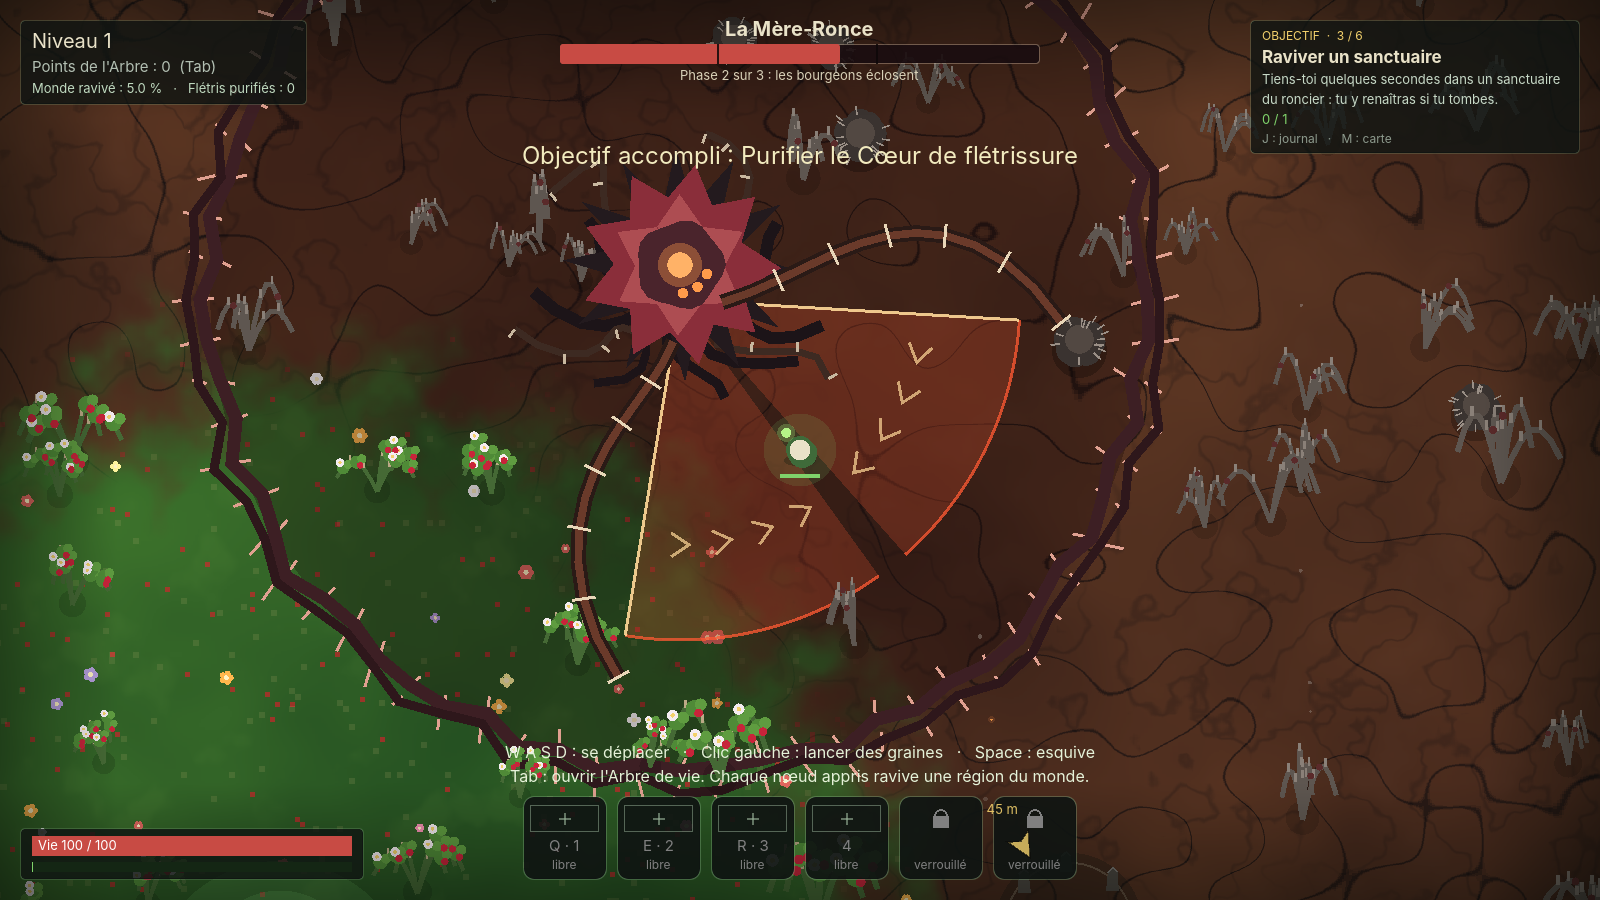 Niveau 1
Points de l'Arbre : 0 (Tab)
Monde ravivé : 5.0 % · Flétris purifiés : 0
La Mère-Ronce
Phase 2 sur 3 : les bourgeons éclosent
OBJECTIF · 3 / 6
Raviver un sanctuaire
Tiens-toi quelques secondes dans un sanctuaire
du roncier : tu y renaîtras si tu tombes.
0 / 1
J : journal · M : carte
Objectif accompli : Purifier le Cœur de flétrissure
W A S D : se déplacer · Clic gauche : lancer des graines · Space : esquive
Tab : ouvrir l'Arbre de vie. Chaque nœud appris ravive une région du monde.
Vie 100 / 100
Q · 1
libre
E · 2
libre
R · 3
libre
4
libre
verrouillé
45 m
verrouillé